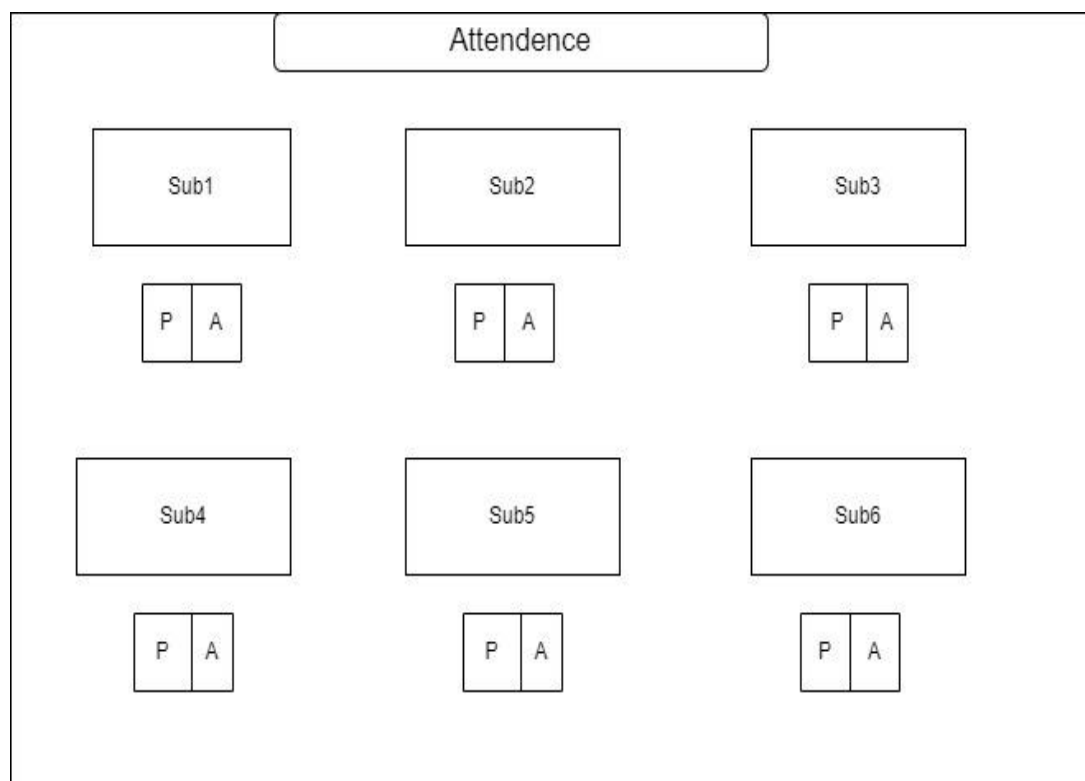 Attendence
Sub1 Sub2 Sub3
P A P A P A
Sub4 Sub5 Sub6
P A P A P A